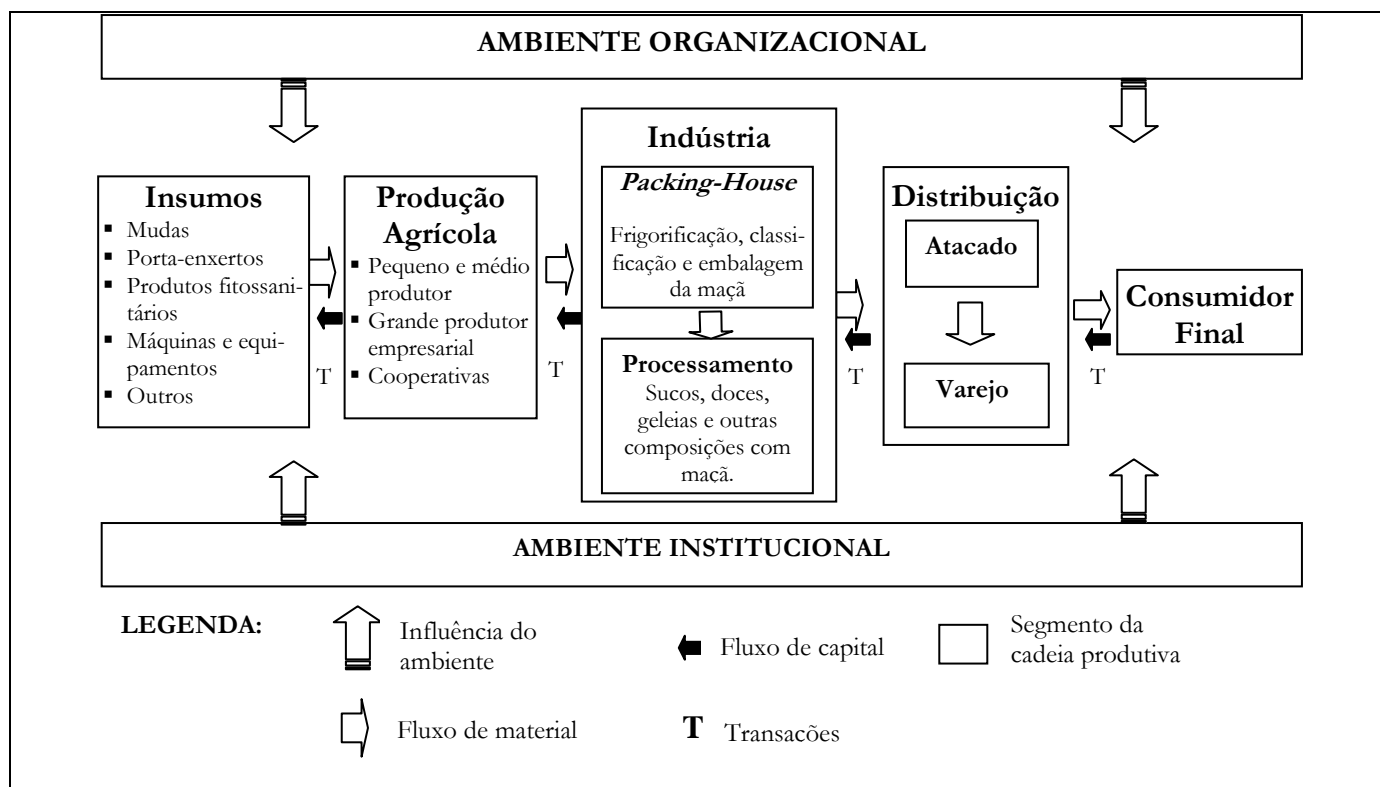 AMBIENTE ORGANIZACIONAL
Insumos
▪ Mudas
▪ Porta-enxertos
▪ Produtos fitossani-
tários
▪ Máquinas e equi-
pamentos
▪ Outros
T
Produção
Agrícola
▪ Pequeno e médio
produtor
▪ Grande produtor
empresarial
▪ Cooperativas
T
Indústria
Packing-House
Frigorificação, classi-
ficação e embalagem
da maçã
Processamento
Sucos, doces,
geleias e outras
composições com
maçã.
T
Distribuição
Atacado
Varejo
T
Consumidor
Final
AMBIENTE INSTITUCIONAL
LEGENDA:
Influência do
ambiente
Fluxo de capital
Segmento da
cadeia produtiva
Fluxo de material
T Transacões